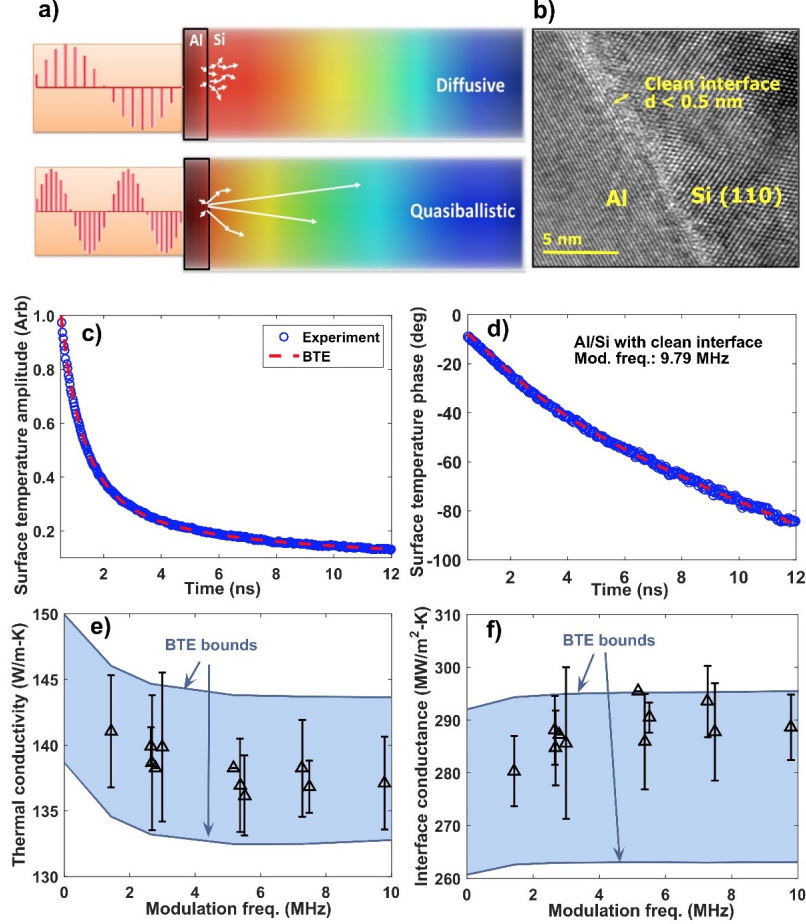 a)
Al
Si
Diffusive
Quasiballistic
b)
Clean interface
d < 0.5 nm
Al
Si (110)
5 nm
c)
Surface temperature amplitude (Arb)
1.0
0.8
0.6
0.4
0.2
Experiment
BTE
2
4
6
8
10
12
Time (ns)
d)
Surface temperature phase (deg)
0
-20
-40
-60
-80
-100
Al/Si with clean interface
Mod. freq.: 9.79 MHz
2
4
6
8
10
12
Time (ns)
e)
Thermal conductivity (W/m-K)
150
145
140
135
130
BTE bounds
0
2
4
6
8
10
Modulation freq. (MHz)
f)
Interface conductance (MW/m²-K)
310
300
290
280
270
260
BTE bounds
0
2
4
6
8
10
Modulation freq. (MHz)